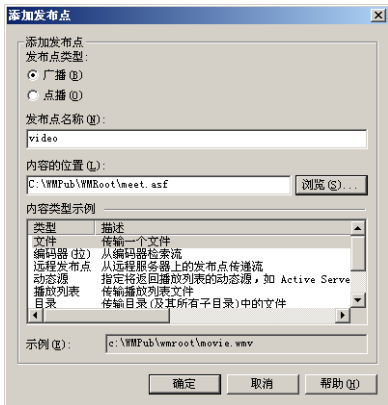 添加发布点
添加发布点
发布点类型:
广播(B)
点播(O)
发布点名称(N):
video
内容的位置(L):
C:\WMPub\WMRoot\meet.asf
浏览(S)...
内容类型示例
类型 描述
文件 传输一个文件
编码器(拉) 从编码器检索流
远程发布点 从远程服务器上的发布点传递流
动态源 指定将返回播放列表的动态源,如 Active Serve
播放列表 传输播放列表文件
目录 传输目录(及其所有子目录)中的文件
示例(E): c:\WMPub\wmroot\movie.wmv
确定 取消 帮助(H)